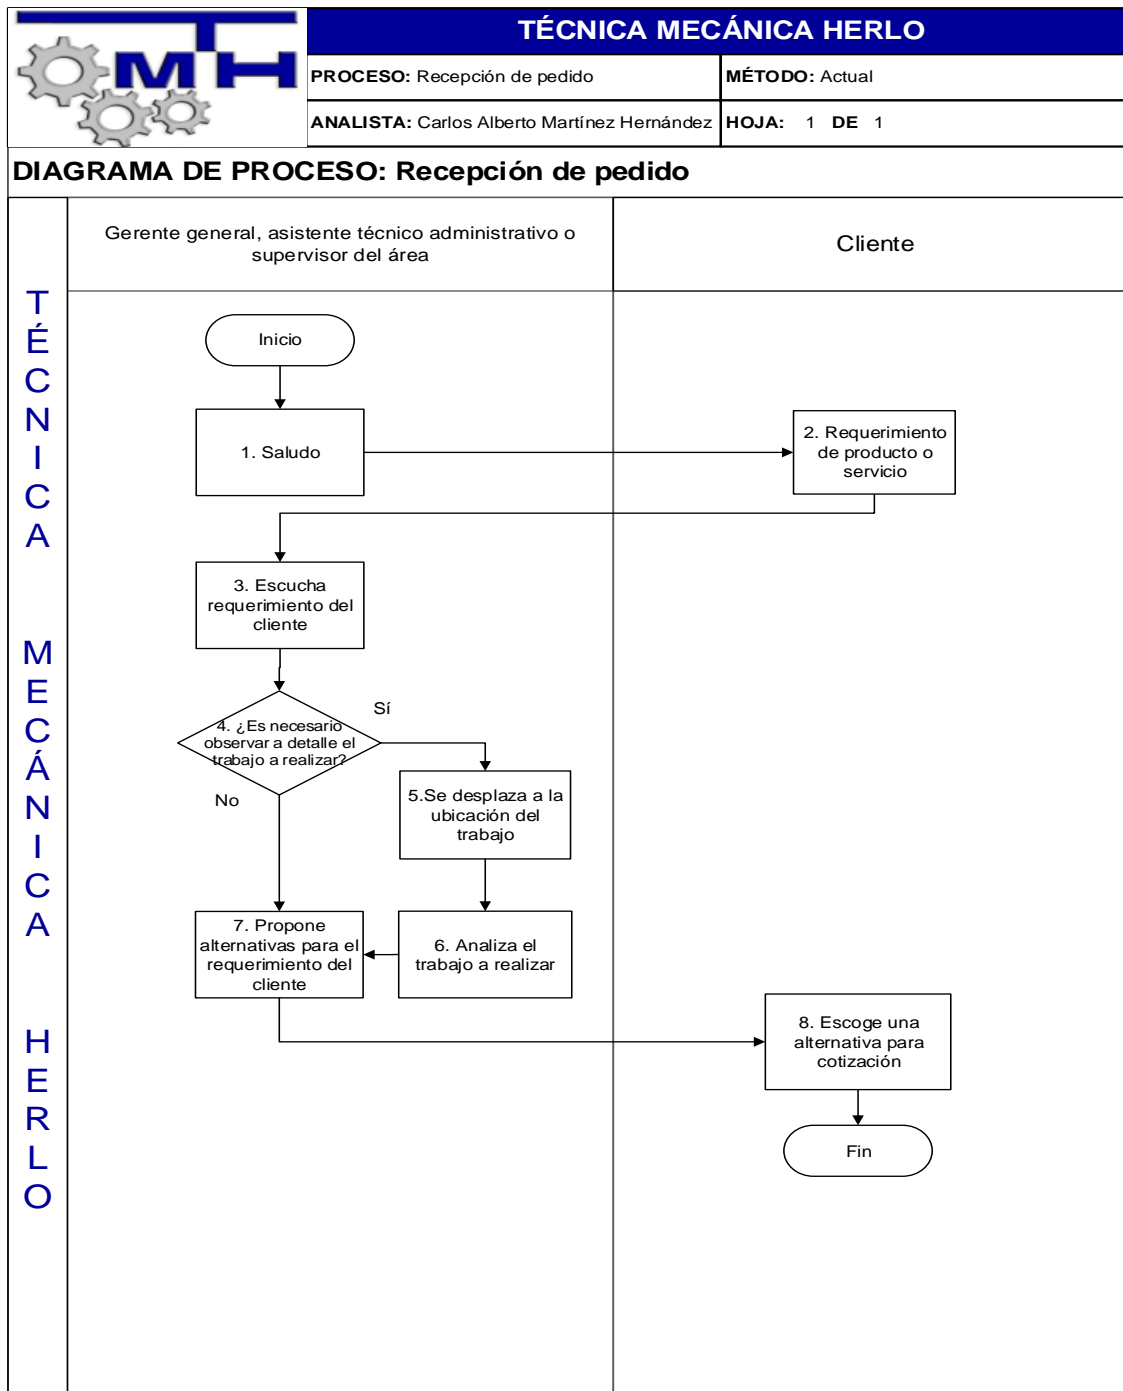 TMH
TÉCNICA MECÁNICA HERLO
PROCESO: Recepción de pedido
MÉTODO: Actual
ANALISTA: Carlos Alberto Martínez Hernández
HOJA: 1 DE 1
DIAGRAMA DE PROCESO: Recepción de pedido
TÉCNICA MECÁNICA HERLO
Gerente general, asistente técnico administrativo o
supervisor del área
Cliente
Inicio
1. Saludo
2. Requerimiento
de producto o
servicio
3. Escucha
requerimiento del
cliente
4. ¿Es necesario
observar a detalle el
trabajo a realizar?
Sí
No
5.Se desplaza a la
ubicación del
trabajo
6. Analiza el
trabajo a realizar
7. Propone
alternativas para el
requerimiento del
cliente
8. Escoge una
alternativa para
cotización
Fin